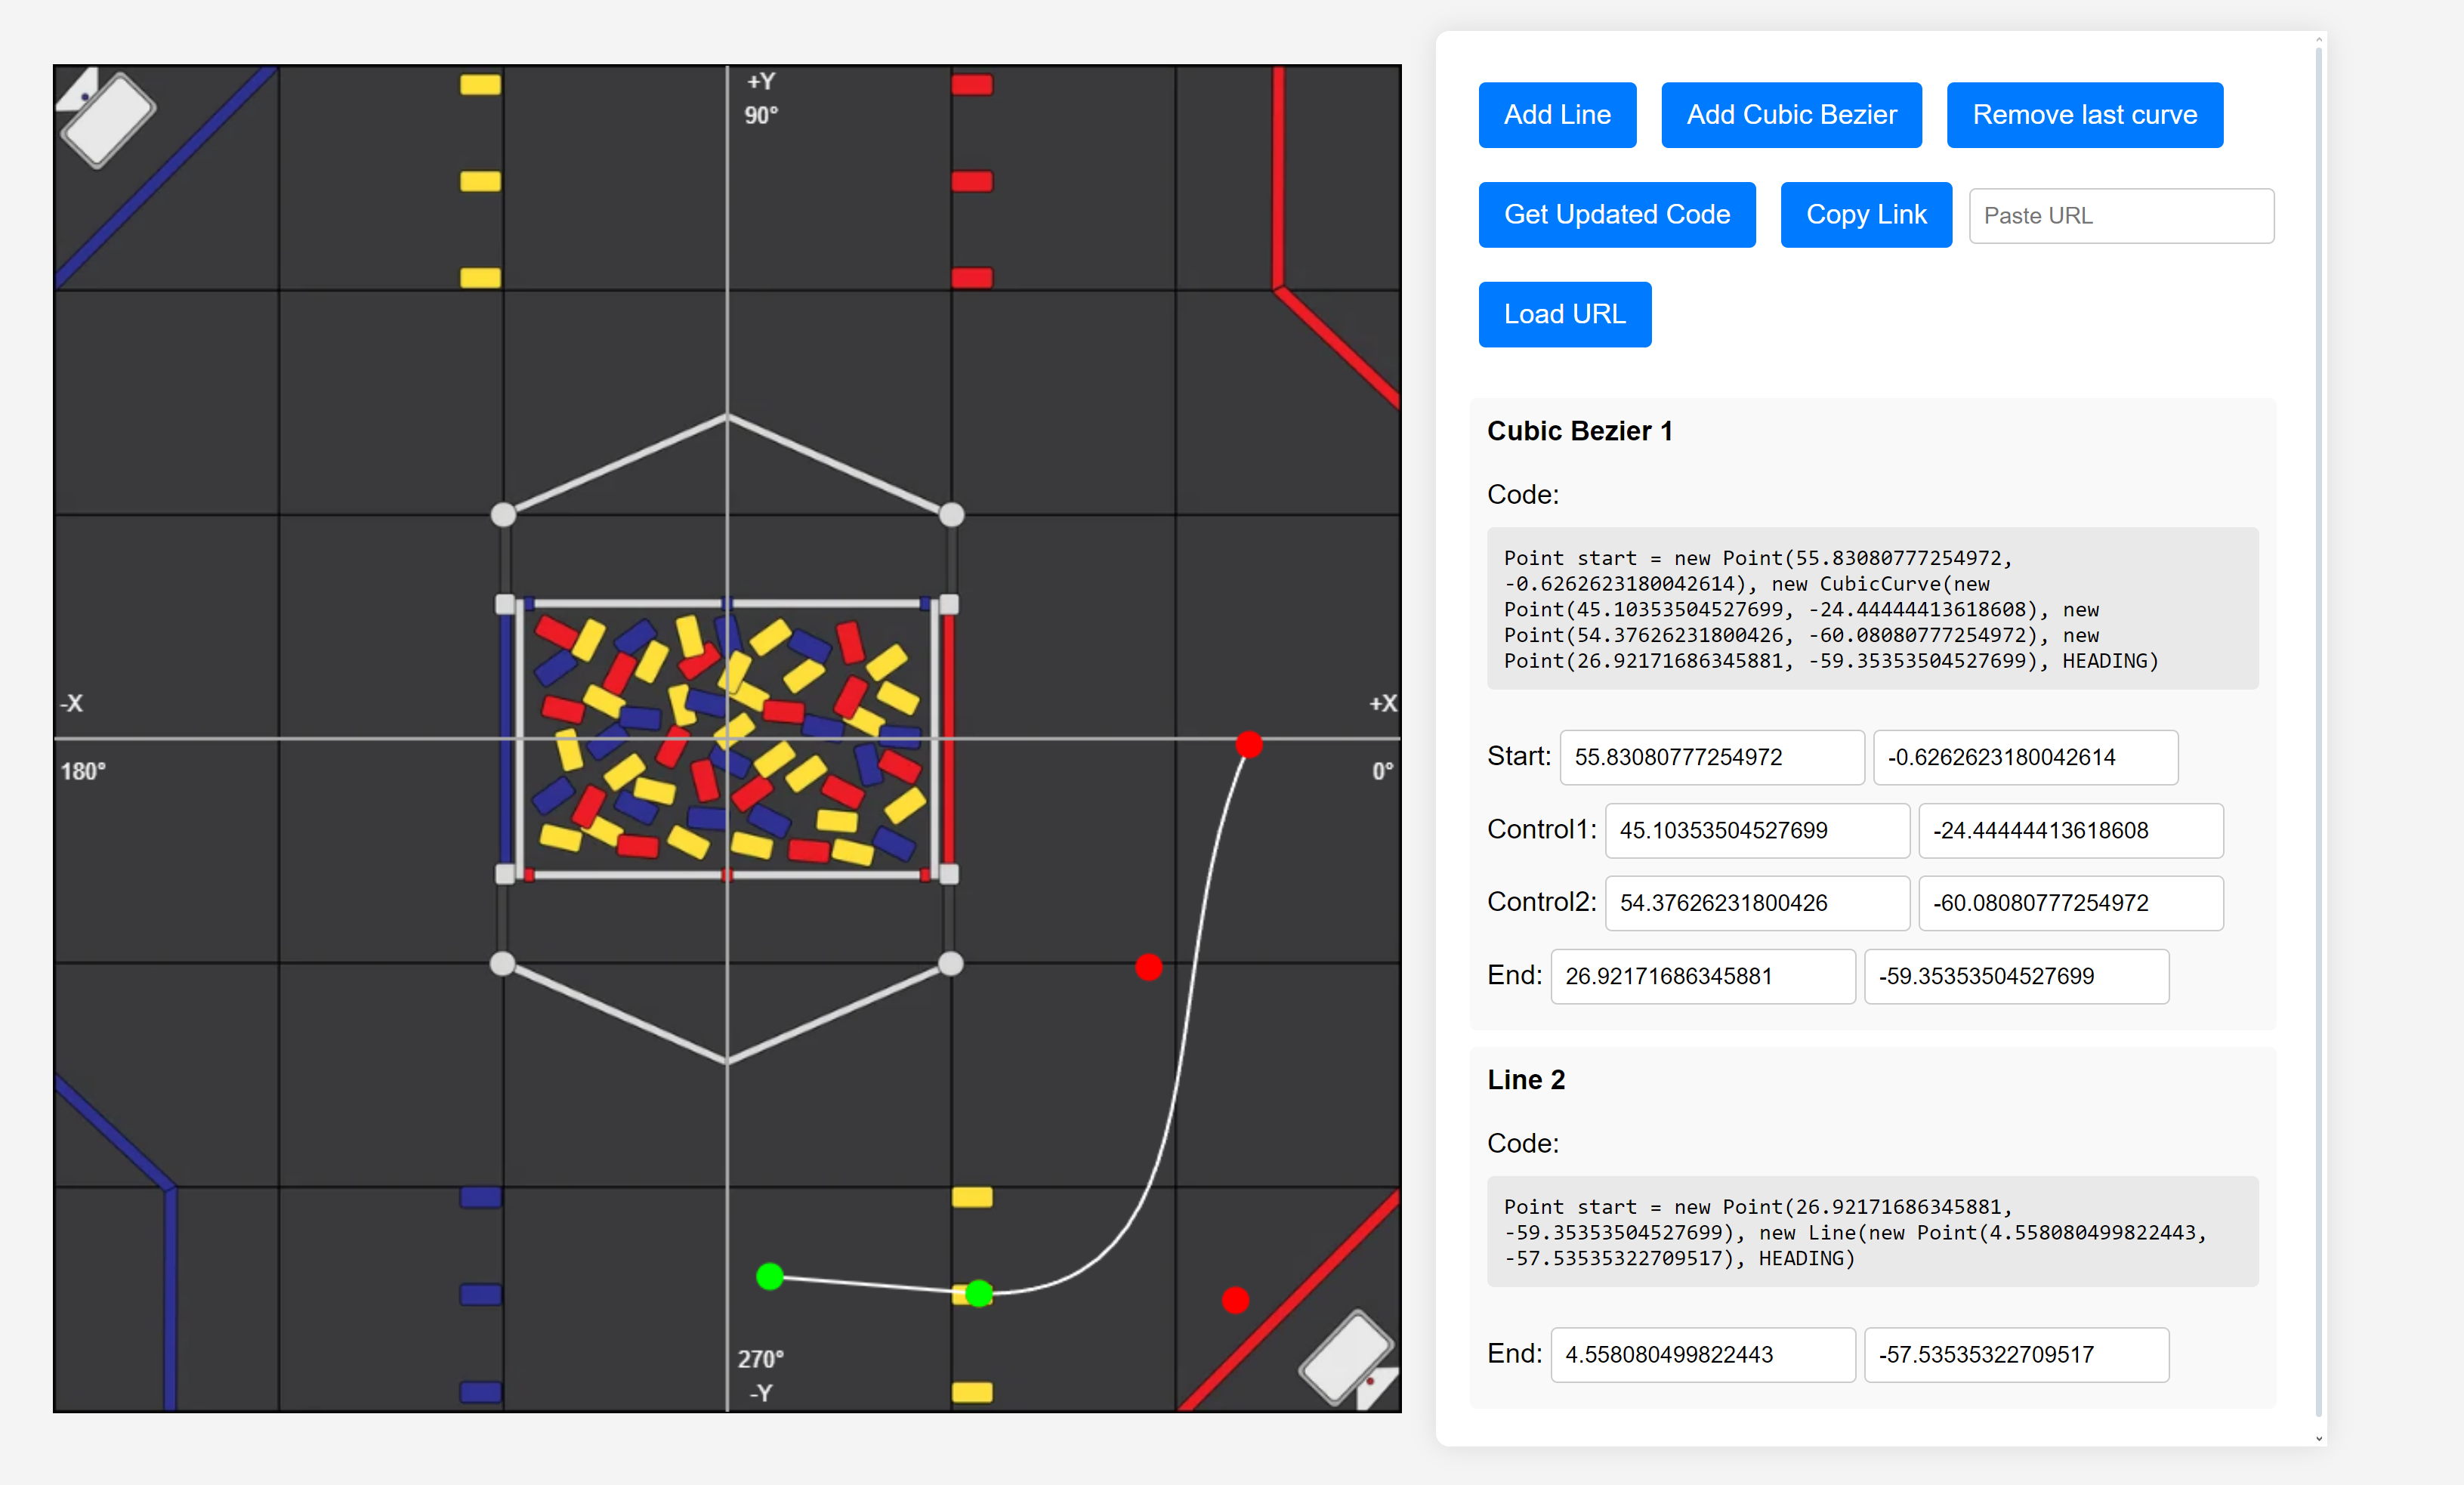 +Y
90°
-X
180°
+X
0°
270°
-Y
Add Line
Add Cubic Bezier
Remove last curve
Get Updated Code
Copy Link
Paste URL
Load URL
Cubic Bezier 1
Code:
Point start = new Point(55.83080777254972,
-0.6262623180042614), new CubicCurve(new
Point(45.10353504527699, -24.44444413618608), new
Point(54.37626231800426, -60.08080777254972), new
Point(26.92171686345881, -59.35353504527699), HEADING)
Start: 55.83080777254972 -0.6262623180042614
Control1: 45.10353504527699 -24.44444413618608
Control2: 54.37626231800426 -60.08080777254972
End: 26.92171686345881 -59.35353504527699
Line 2
Code:
Point start = new Point(26.92171686345881,
-59.35353504527699), new Line(new Point(4.558080499822443,
-57.53535322709517), HEADING)
End: 4.558080499822443 -57.53535322709517